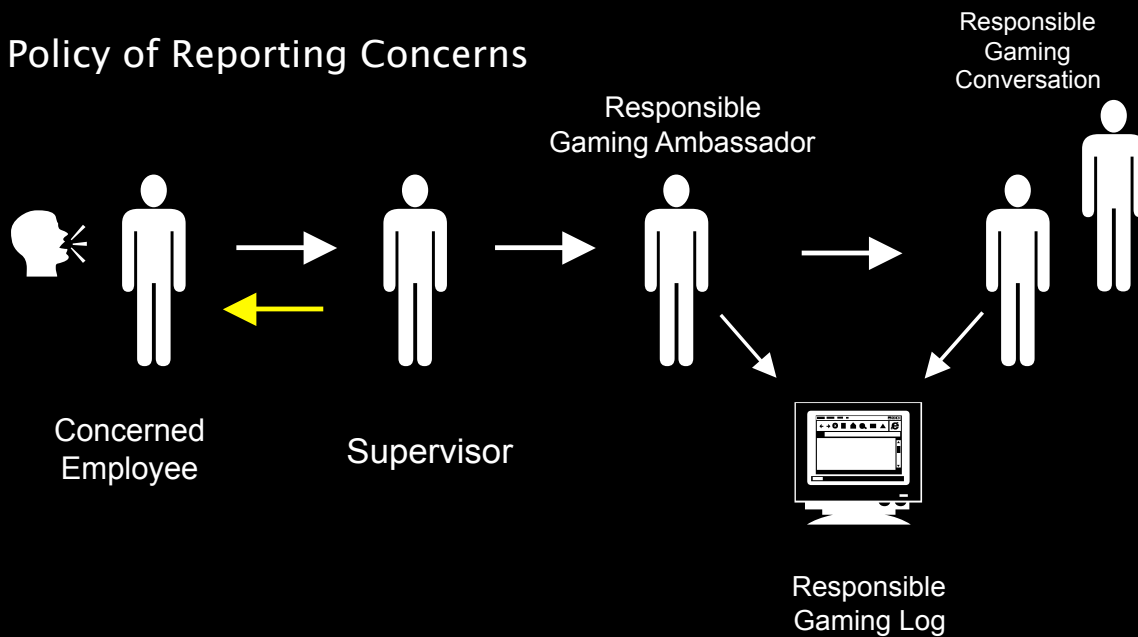 Policy of Reporting Concerns
Responsible
Gaming
Conversation
Responsible
Gaming Ambassador
Concerned
Employee
Supervisor
Responsible
Gaming Log